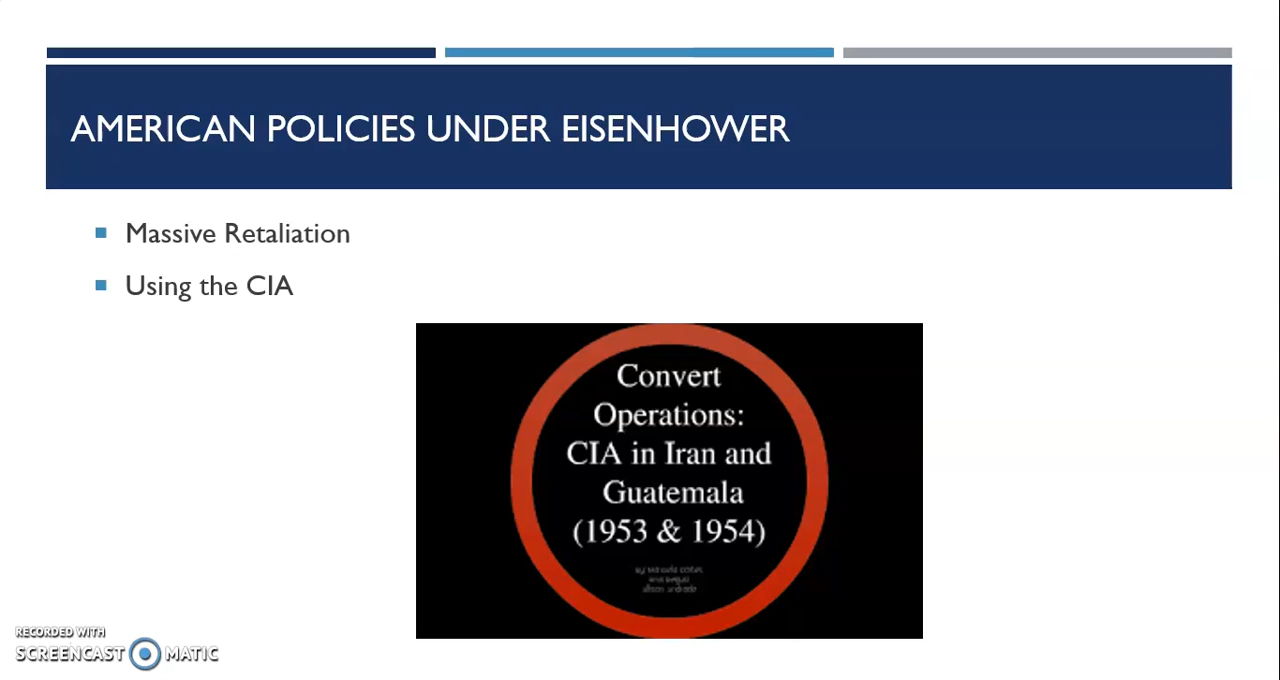 AMERICAN POLICIES UNDER EISENHOWER
Massive Retaliation
Using the CIA
Convert
Operations:
CIA in Iran and
Guatemala
(1953 & 1954)
RECORDED WITH
SCREENCAST MATIC